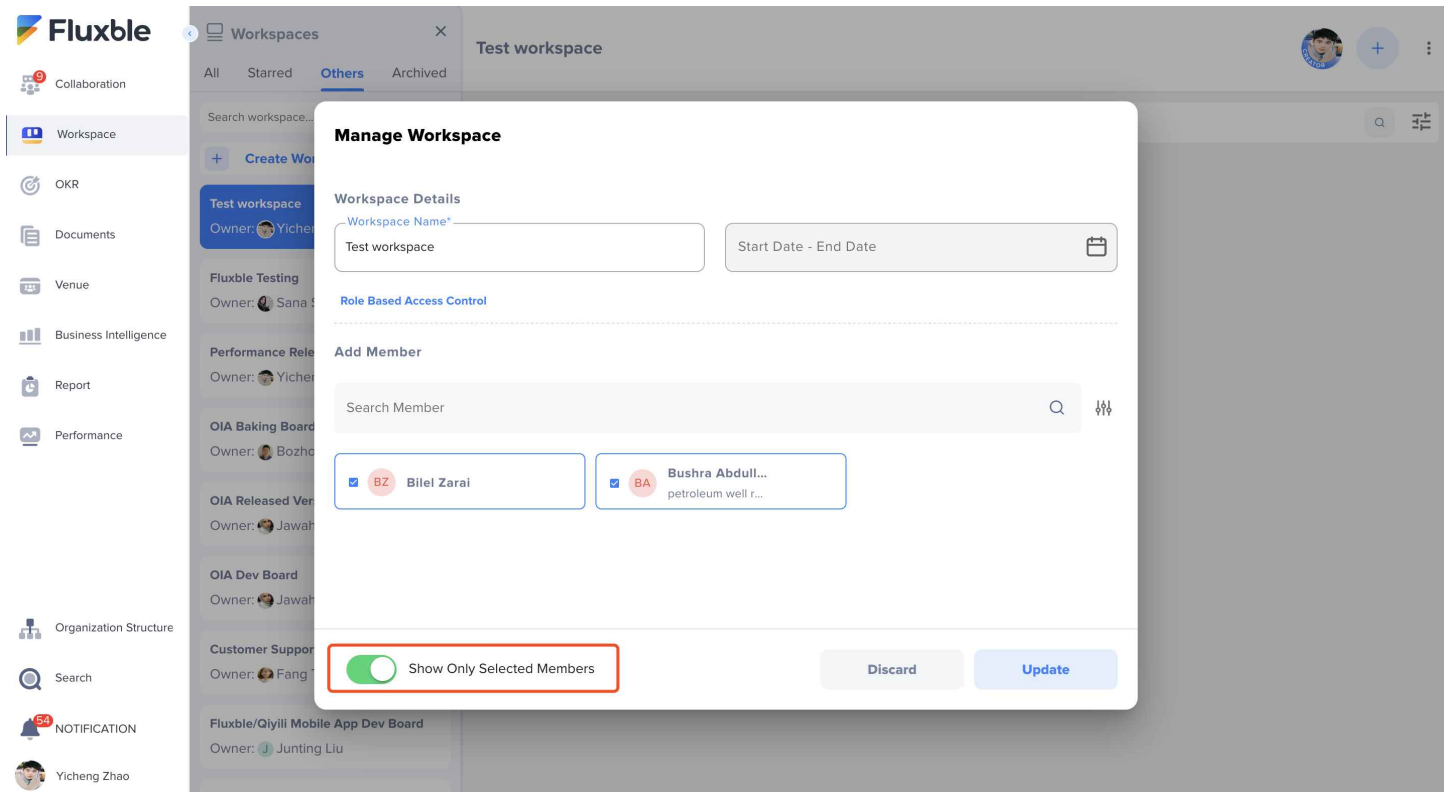 Fluxble
9
Collaboration
Workspace
OKR
Documents
Venue
Business Intelligence
Report
Performance
Organization Structure
Search
54
NOTIFICATION
Yicheng Zhao
Workspaces
All Starred Others Archived
Search workspace...
Create Wor
Test workspace
Owner: Yicher
Fluxble Testing
Owner: Sana S
Performance Rele
Owner: Yicher
OIA Baking Board
Owner: Bozho
OIA Released Ver
Owner: Jawah
OIA Dev Board
Owner: Jawah
Customer Suppor
Owner: Fang T
Fluxble/Qiyili Mobile App Dev Board
Owner: J Junting Liu
Test workspace
CREATOR
Manage Workspace
Workspace Details
Workspace Name*
Test workspace
Start Date - End Date
Role Based Access Control
Add Member
Search Member
BZ Bilel Zarai
BA Bushra Abdull...
petroleum well r...
Show Only Selected Members
Discard
Update